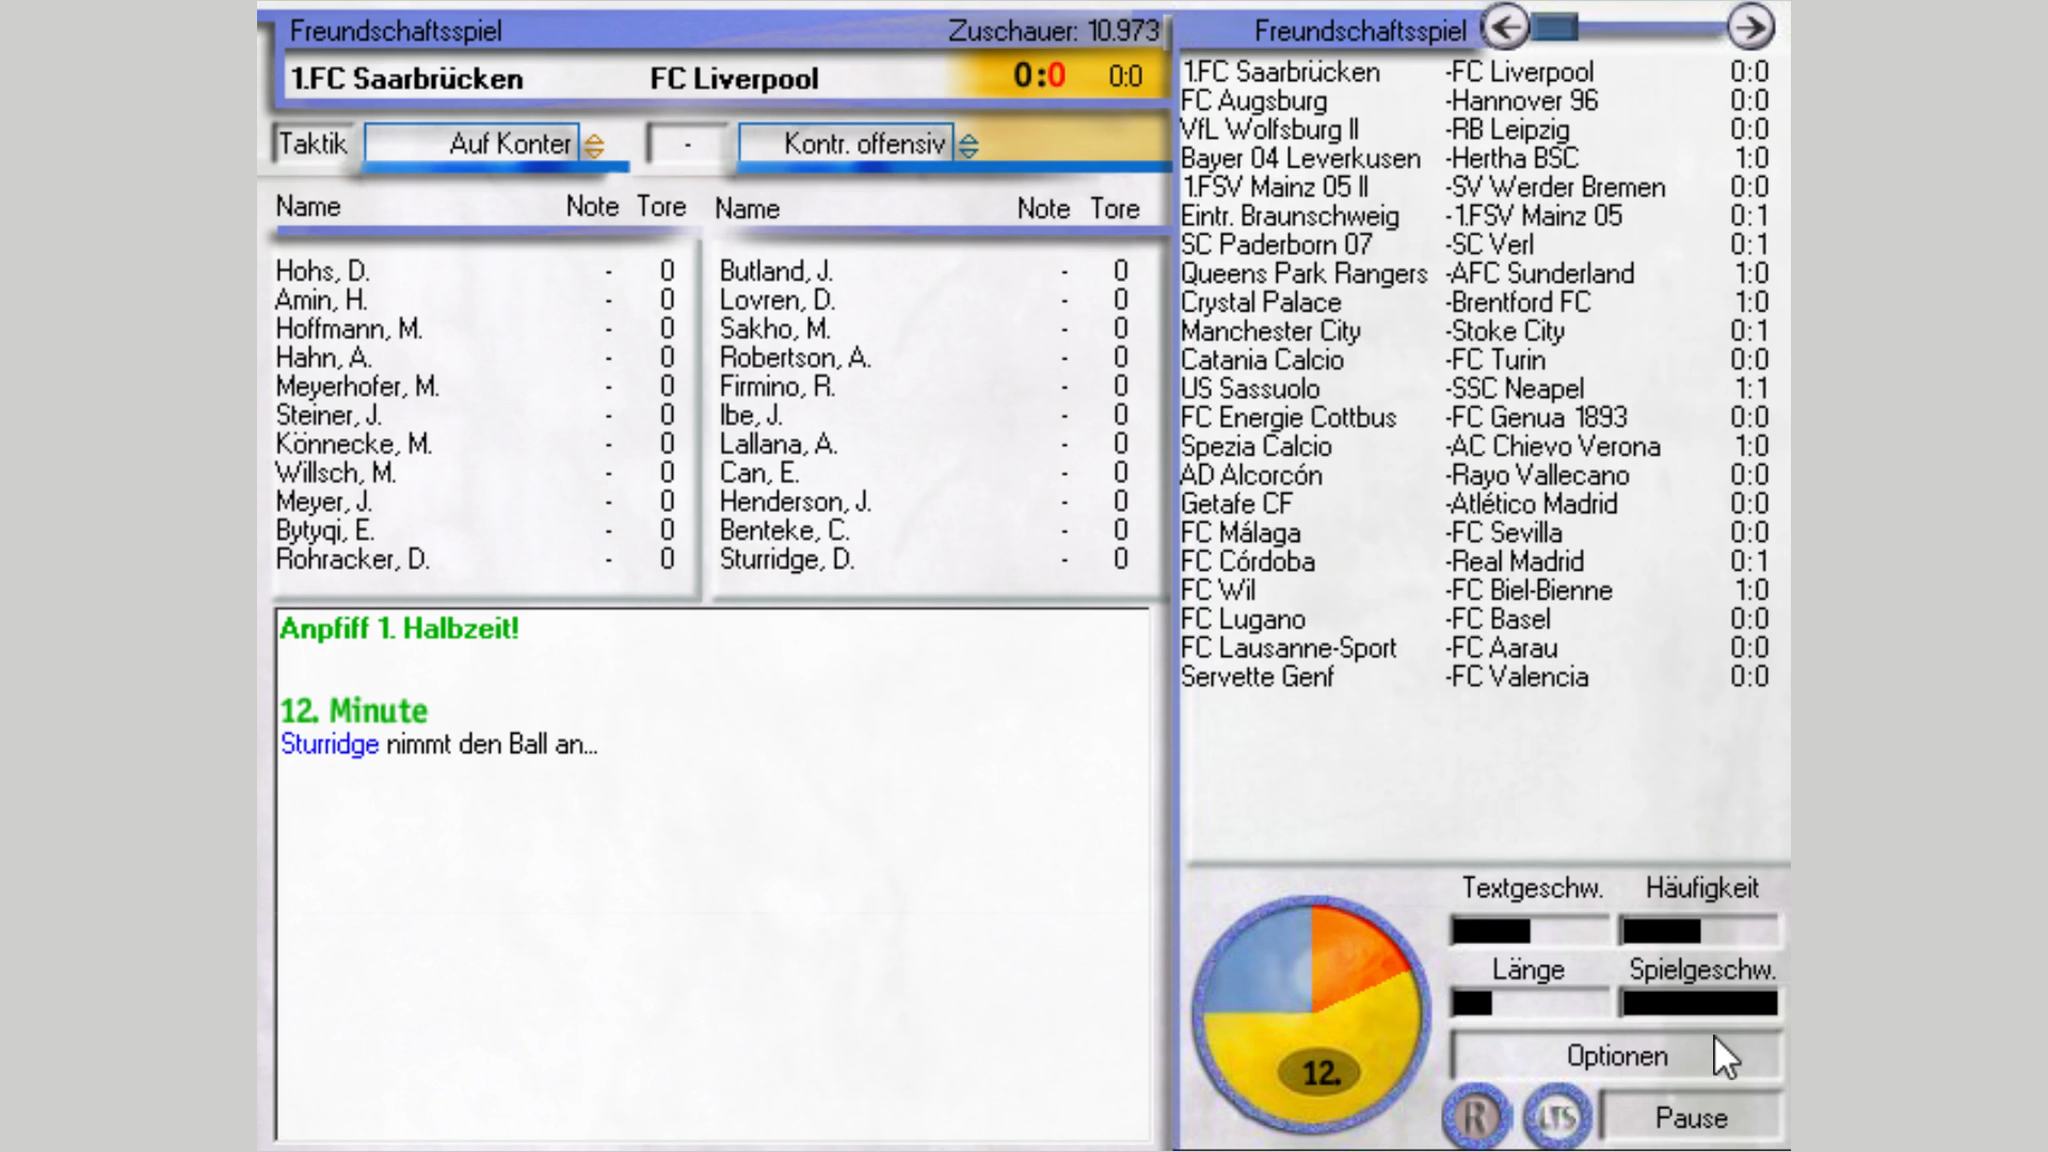 Freundschaftsspiel Zuschauer: 10.973
1.FC Saarbrücken FC Liverpool 0:0 0:0
Taktik Auf Konter - Kontr. offensiv
Name Note Tore Name Note Tore
Hohs, D. - 0 Butland, J. - 0
Amin, H. - 0 Lovren, D. - 0
Hoffmann, M. - 0 Sakho, M. - 0
Hahn, A. - 0 Robertson, A. - 0
Meyerhofer, M. - 0 Firmino, R. - 0
Steiner, J. - 0 Ibe, J. - 0
Könnecke, M. - 0 Lallana, A. - 0
Willsch, M. - 0 Can, E. - 0
Meyer, J. - 0 Henderson, J. - 0
Bytyqi, E. - 0 Benteke, C. - 0
Rohracker, D. - 0 Sturridge, D. - 0
Anpfiff 1. Halbzeit!
12. Minute
Sturridge nimmt den Ball an...
Freundschaftsspiel
1.FC Saarbrücken -FC Liverpool 0:0
FC Augsburg -Hannover 96 0:0
VfL Wolfsburg II -RB Leipzig 0:0
Bayer 04 Leverkusen -Hertha BSC 1:0
1.FSV Mainz 05 II -SV Werder Bremen 0:0
Eintr. Braunschweig -1.FSV Mainz 05 0:1
SC Paderborn 07 -SC Verl 0:1
Queens Park Rangers -AFC Sunderland 1:0
Crystal Palace -Brentford FC 1:0
Manchester City -Stoke City 0:1
Catania Calcio -FC Turin 0:0
US Sassuolo -SSC Neapel 1:1
FC Energie Cottbus -FC Genua 1893 0:0
Spezia Calcio -AC Chievo Verona 1:0
AD Alcorcón -Rayo Vallecano 0:0
Getafe CF -Atlético Madrid 0:0
FC Málaga -FC Sevilla 0:0
FC Córdoba -Real Madrid 0:1
FC Wil -FC Biel-Bienne 1:0
FC Lugano -FC Basel 0:0
FC Lausanne-Sport -FC Aarau 0:0
Servette Genf -FC Valencia 0:0
Textgeschw. Häufigkeit
Länge Spielgeschw.
Optionen
12.
R LTS Pause